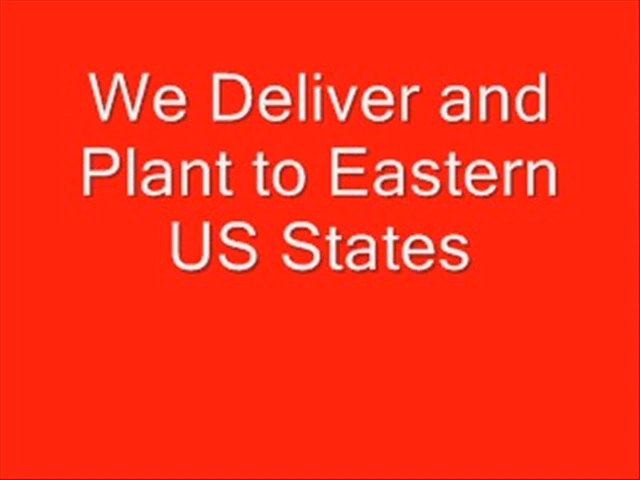 We Deliver and
Plant to Eastern
US States